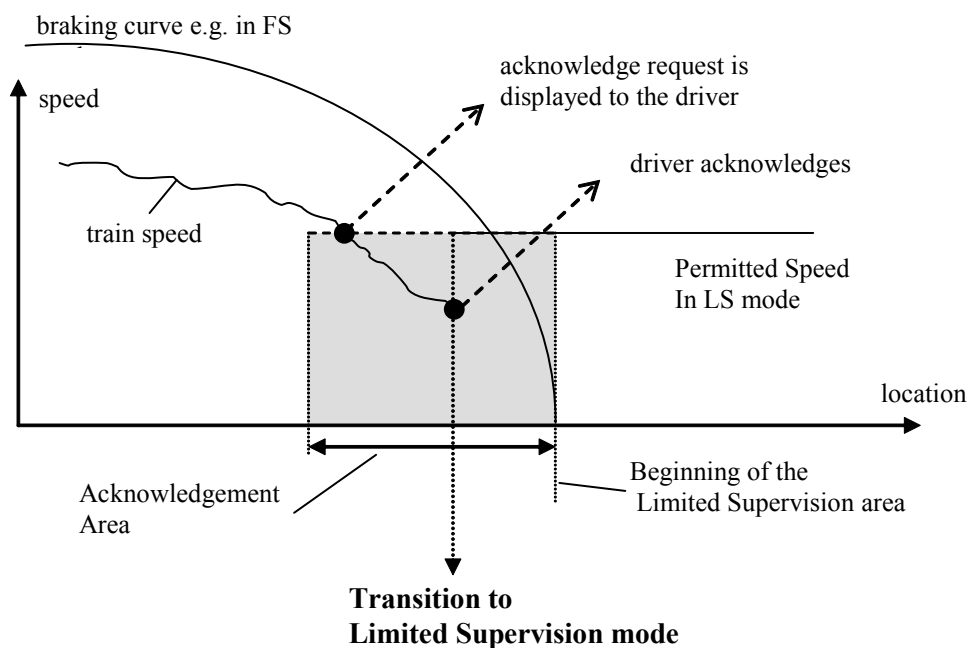 braking curve e.g. in FS
acknowledge request is
displayed to the driver
speed
driver acknowledges
train speed
Permitted Speed
In LS mode
location
Acknowledgement
Area
Beginning of the
Limited Supervision area
Transition to
Limited Supervision mode